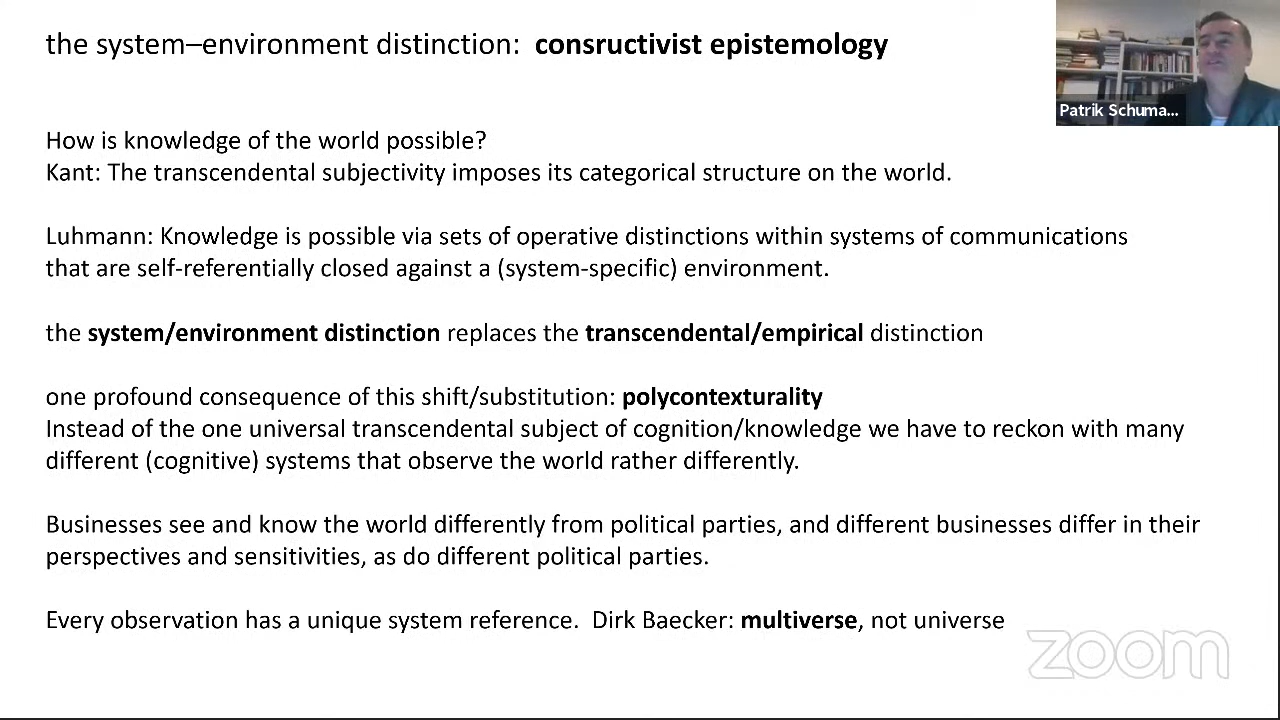 the system–environment distinction:  consructivist epistemology
Patrik Schuma...
How is knowledge of the world possible?
Kant: The transcendental subjectivity imposes its categorical structure on the world.
Luhmann: Knowledge is possible via sets of operative distinctions within systems of communications
that are self-referentially closed against a (system-specific) environment.
the system/environment distinction replaces the transcendental/empirical distinction
one profound consequence of this shift/substitution: polycontexturality
Instead of the one universal transcendental subject of cognition/knowledge we have to reckon with many
different (cognitive) systems that observe the world rather differently.
Businesses see and know the world differently from political parties, and different businesses differ in their
perspectives and sensitivities, as do different political parties.
Every observation has a unique system reference.  Dirk Baecker: multiverse, not universe
zoom